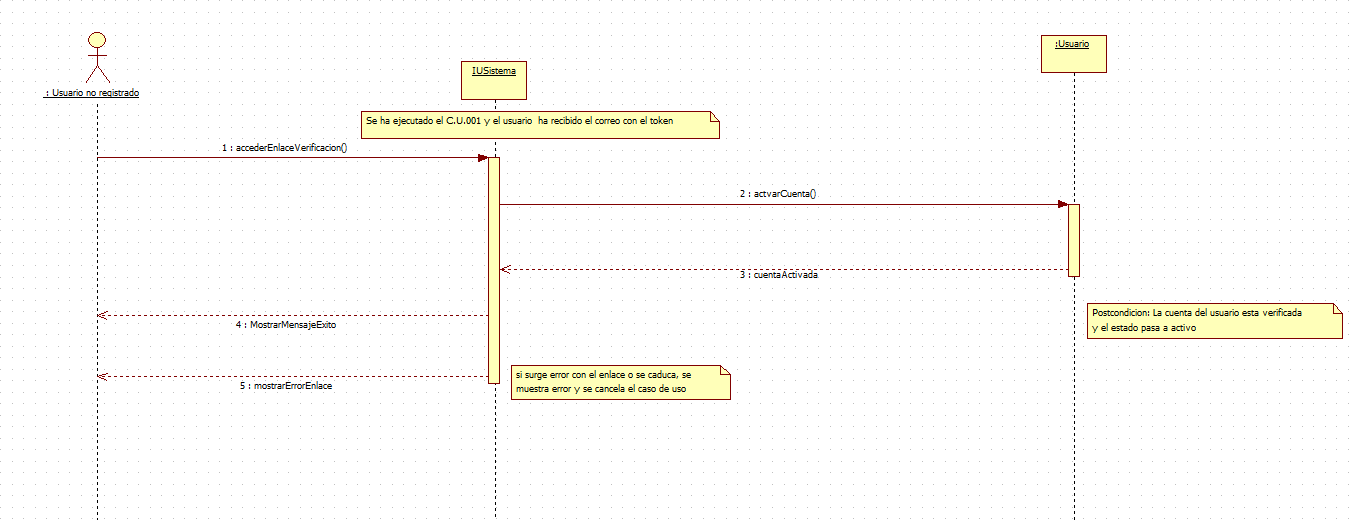 :Usuario
IUSistema
: Usuario no registrado
Se ha ejecutado el C.U.001 y el usuario ha recibido el correo con el token
1 : accederEnlaceVerificacion()
2 : actvarCuenta()
3 : cuentaActivada
Postcondicion: La cuenta del usuario esta verificada
y el estado pasa a activo
4 : MostrarMensajeExito
si surge error con el enlace o se caduca, se
muestra error y se cancela el caso de uso
5 : mostrarErrorEnlace